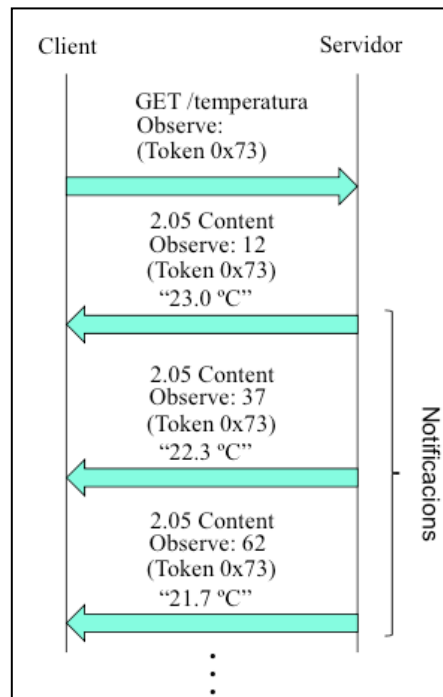 Client
Servidor
GET /temperatura
Observe:
(Token 0x73)
2.05 Content
Observe: 12
(Token 0x73)
“23.0 ºC”
2.05 Content
Observe: 37
(Token 0x73)
“22.3 ºC”
2.05 Content
Observe: 62
(Token 0x73)
“21.7 ºC”
Notificacions